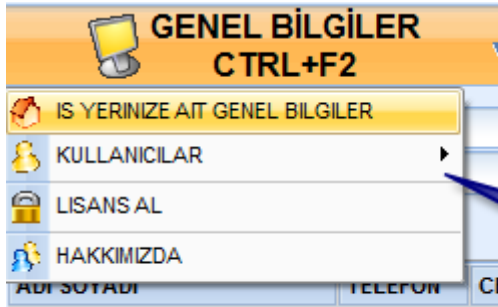 GENEL BİLGİLER
CTRL+F2
IS YERINIZE AIT GENEL BILGILER
KULLANICILAR
LISANS AL
HAKKIMIZDA
ADI SOYADI TELEFON